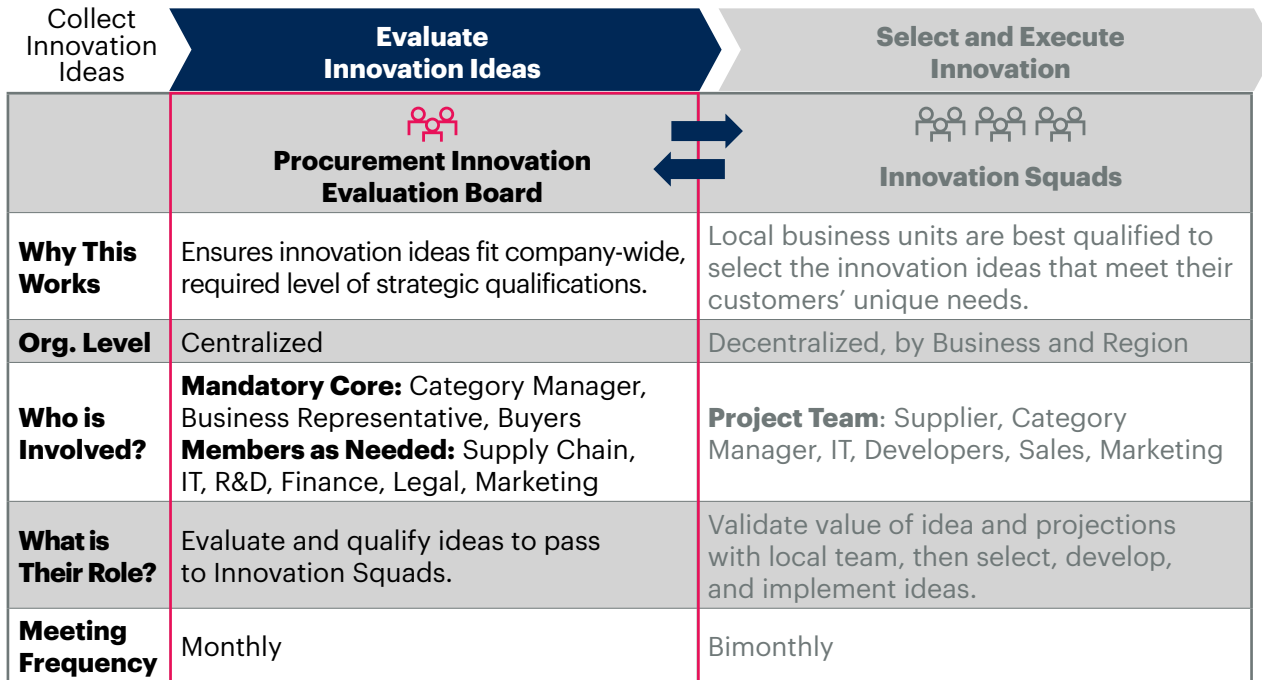 Collect
Innovation
Ideas
Evaluate
Innovation Ideas
Select and Execute
Innovation
Procurement Innovation
Evaluation Board
Innovation Squads
Why This
Works
Ensures innovation ideas fit company-wide,
required level of strategic qualifications.
Local business units are best qualified to
select the innovation ideas that meet their
customers’ unique needs.
Org. Level
Centralized
Decentralized, by Business and Region
Who is
Involved?
Mandatory Core: Category Manager,
Business Representative, Buyers
Members as Needed: Supply Chain,
IT, R&D, Finance, Legal, Marketing
Project Team: Supplier, Category
Manager, IT, Developers, Sales, Marketing
What is
Their Role?
Evaluate and qualify ideas to pass
to Innovation Squads.
Validate value of idea and projections
with local team, then select, develop,
and implement ideas.
Meeting
Frequency
Monthly
Bimonthly